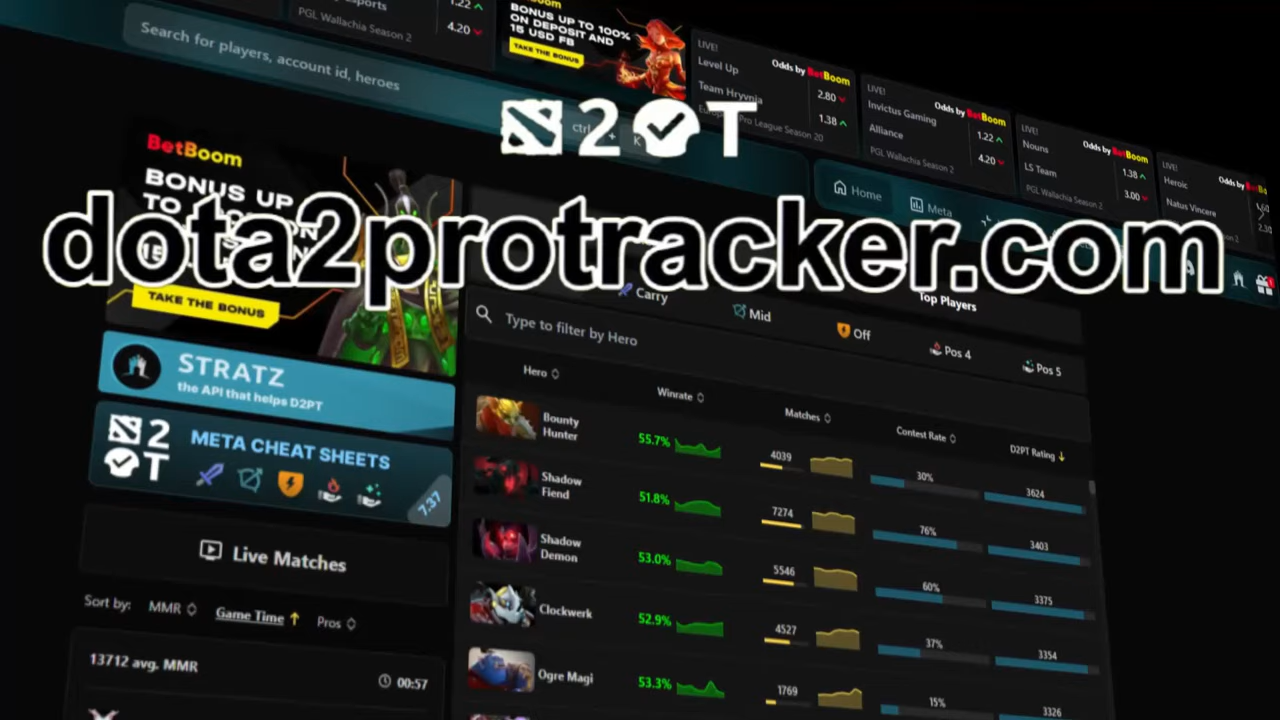 eSports
1.22
PGL Wallachia Season 2
4.20
BetBoom
BONUS UP TO 100%
ON DEPOSIT AND
15 USD FB
TAKE THE BONUS
LIVE!
Odds by BetBoom
Level Up
2.80
Team Hryvnia
1.38
Pro League Season 20
LIVE!
Odds by BetBoom
Invictus Gaming
1.22
Alliance
4.20
PGL Wallachia Season 2
LIVE!
Odds by BetBoom
Nouns
1.38
LS Team
3.00
PGL Wallachia Season 2
LIVE!
Heroic
Natus Vincere
Search for players, account id, heroes
ctrl + K
2 T
Home
Meta
dota2protracker.com
BetBoom
BONUS UP
TAKE THE BONUS
STRATZ
the API that helps D2PT
2
T
META CHEAT SHEETS
7.37
Live Matches
Sort by:
MMR
Game Time
Pros
13712 avg. MMR
00:57
Top Players
Carry
Mid
Off
Pos 4
Pos 5
Type to filter by Hero
Hero
Winrate
Matches
Contest Rate
D2PT Rating
Bounty
Hunter
55.7%
4039
30%
3624
Shadow
Fiend
51.8%
7274
76%
3403
Shadow
Demon
53.0%
5546
60%
3375
Clockwerk
52.9%
4527
37%
3354
Ogre Magi
53.3%
1769
15%
3326